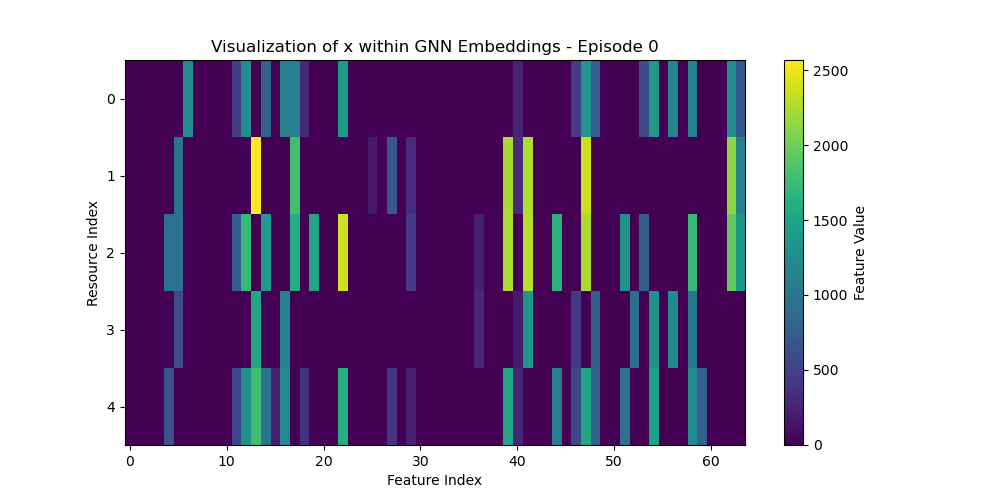 Visualization of x within GNN Embeddings - Episode 0
Resource Index
0
1
2
3
4
0 10 20 30 40 50 60
Feature Index
2500
2000
1500
1000
500
0
Feature Value